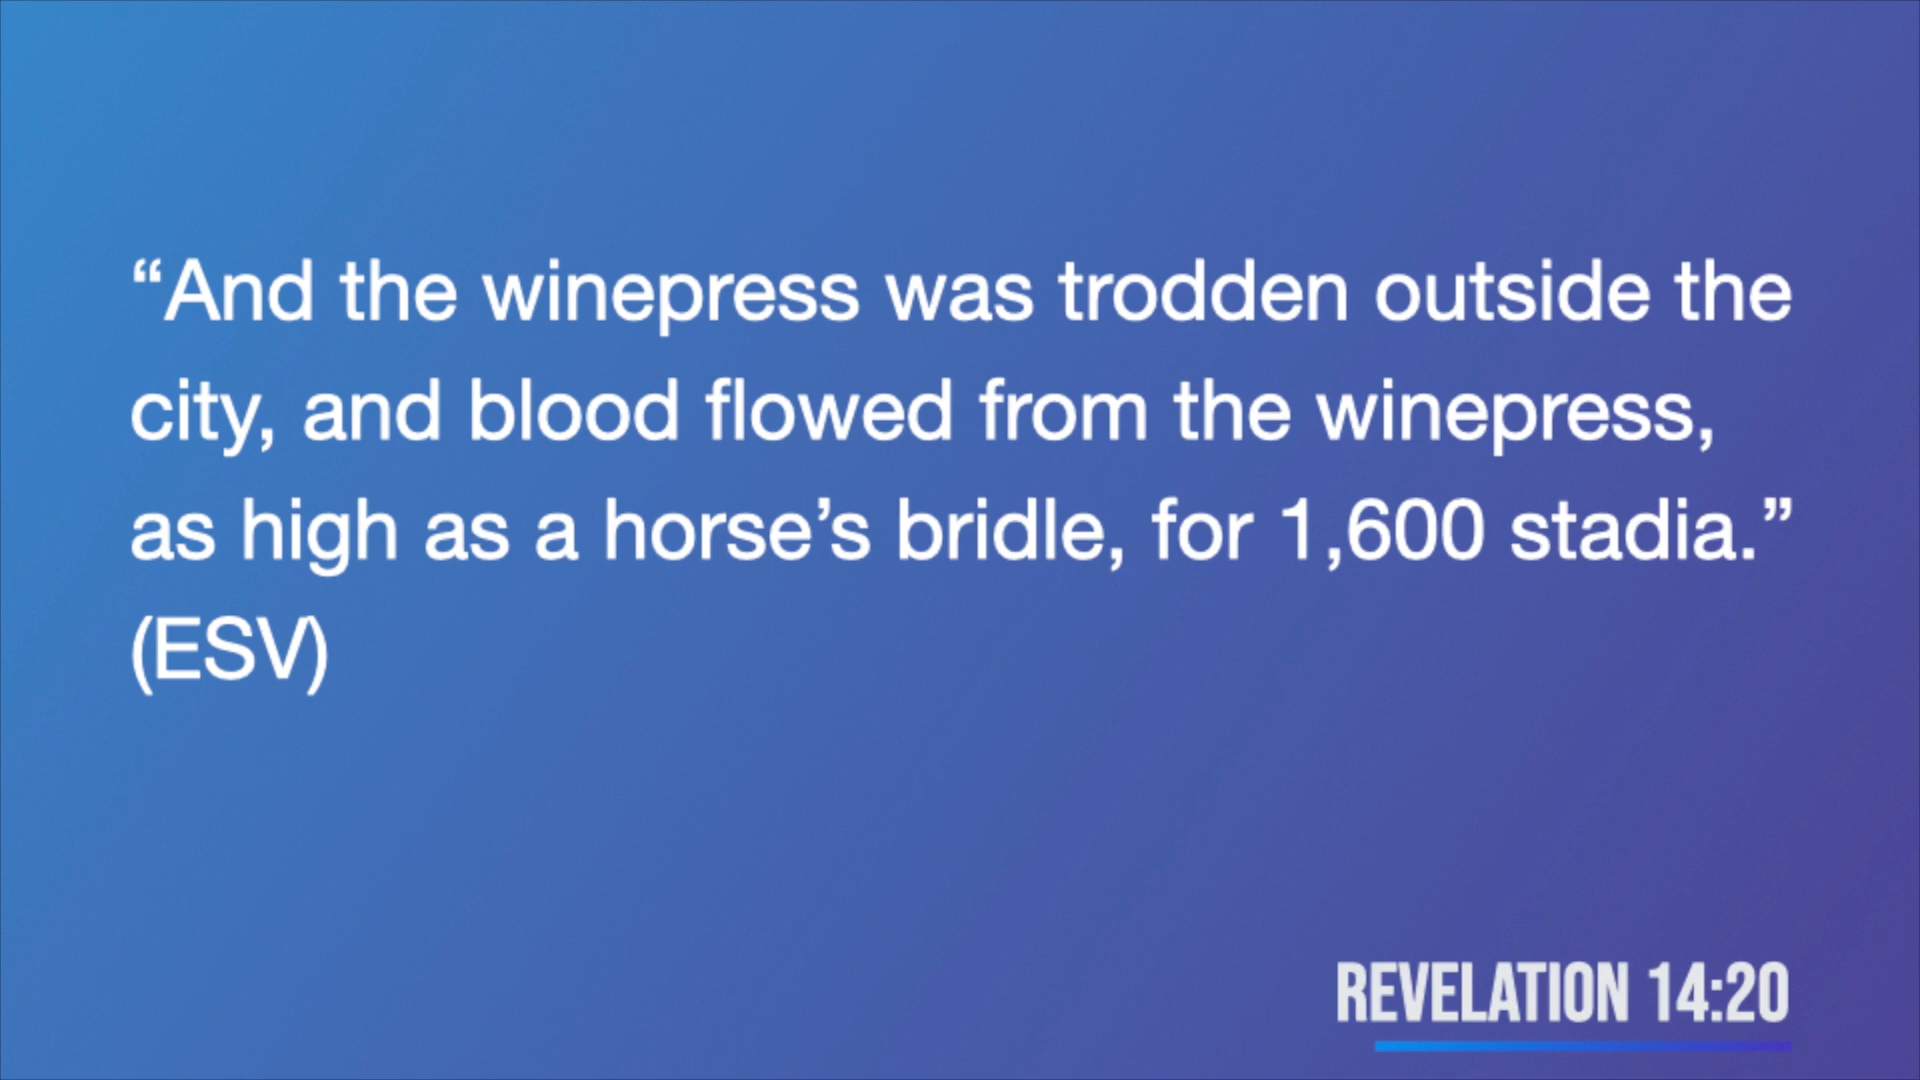 “And the winepress was trodden outside the
city, and blood flowed from the winepress,
as high as a horse’s bridle, for 1,600 stadia.”
(ESV)
REVELATION 14:20